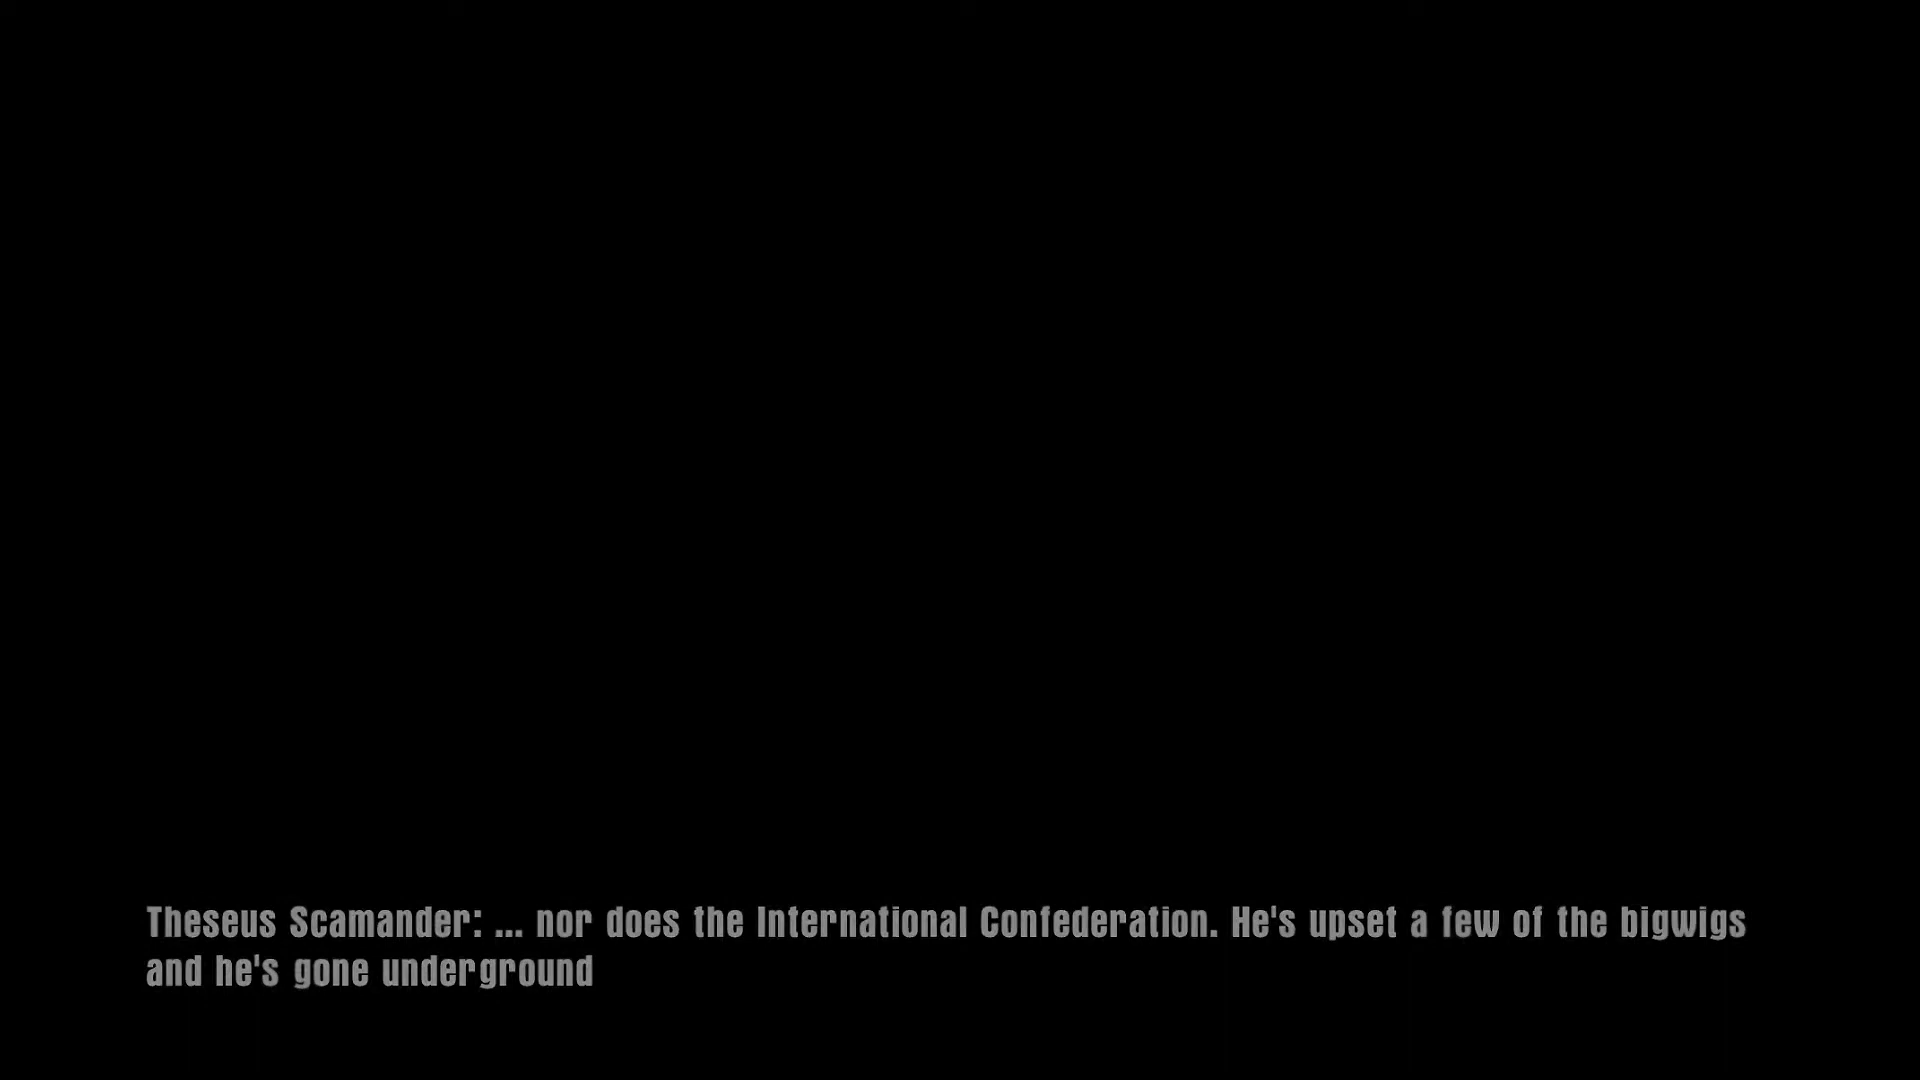 Theseus Scamander: ... nor does the International Confederation. He's upset a few of the bigwigs
and he's gone underground